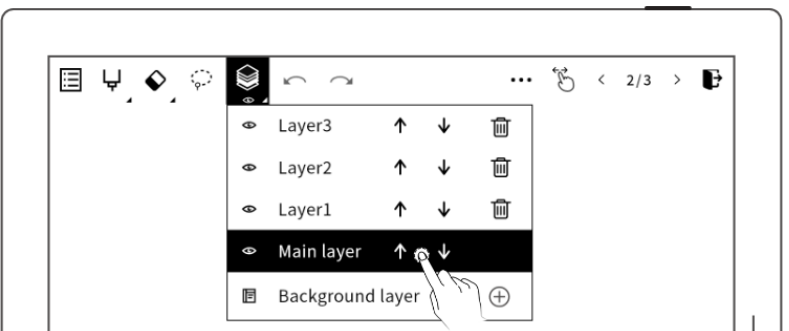 2/3
Layer3
Layer2
Layer1
Main layer
Background layer